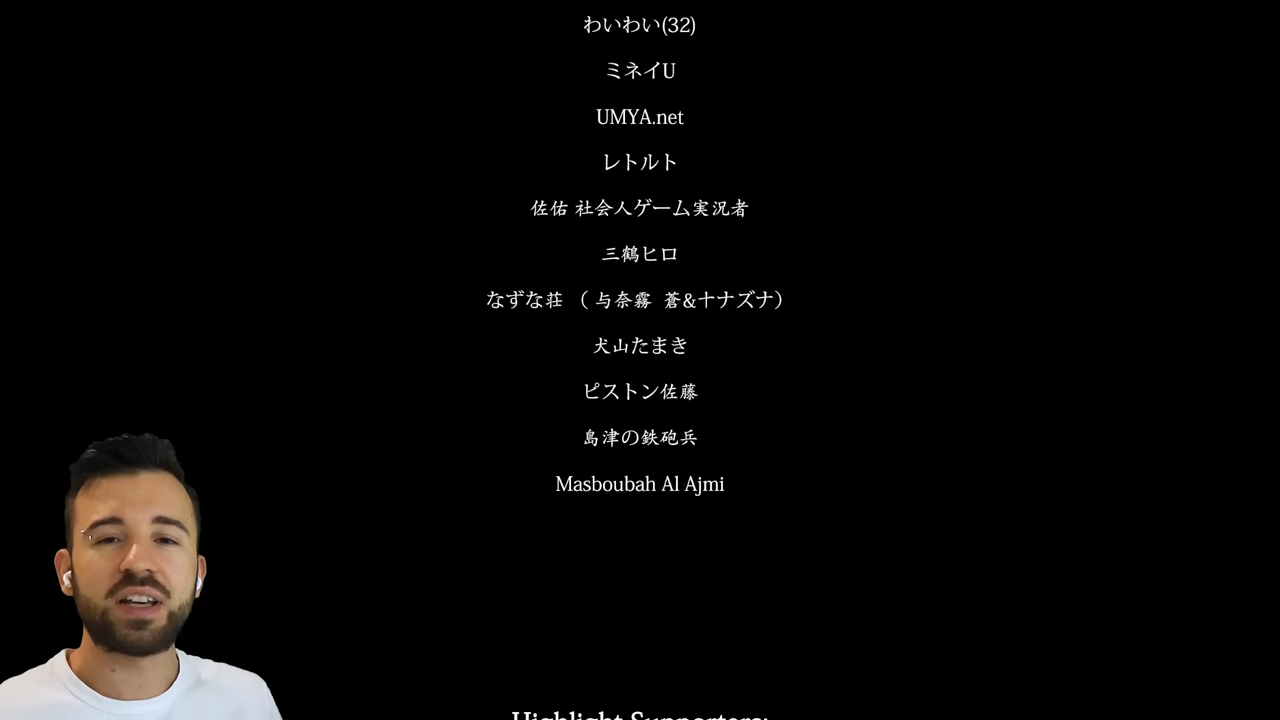 わいわい(32)
ミネイU
UMYA.net
レトルト
佐佑 社会人ゲーム実況者
三鶴ヒロ
なずな荘 （ 与奈霧 蒼&ナナズナ）
犬山たまき
ピストン佐藤
島津の鉄砲兵
Masboubah Al Ajmi
Highlight Supporters: